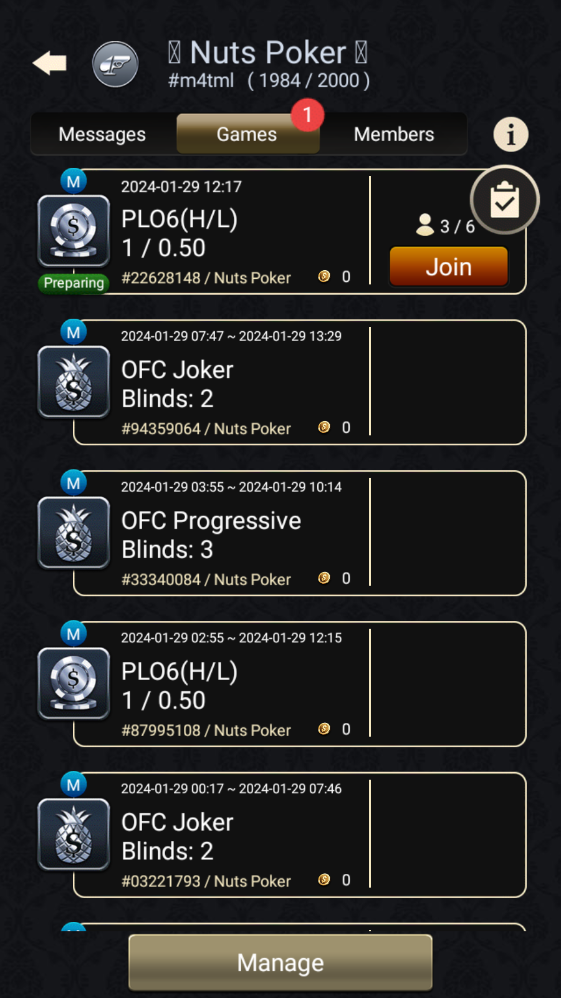 Nuts Poker
#m4tml ( 1984 / 2000 )
1
Messages
Games
Members
i
M
2024-01-29 12:17
PLO6(H/L)
1 / 0.50
3 / 6
Join
Preparing
#22628148 / Nuts Poker
0
M
2024-01-29 07:47 ~ 2024-01-29 13:29
OFC Joker
Blinds: 2
#94359064 / Nuts Poker
0
M
2024-01-29 03:55 ~ 2024-01-29 10:14
OFC Progressive
Blinds: 3
#33340084 / Nuts Poker
0
M
2024-01-29 02:55 ~ 2024-01-29 12:15
PLO6(H/L)
1 / 0.50
#87995108 / Nuts Poker
0
M
2024-01-29 00:17 ~ 2024-01-29 07:46
OFC Joker
Blinds: 2
#03221793 / Nuts Poker
0
Manage